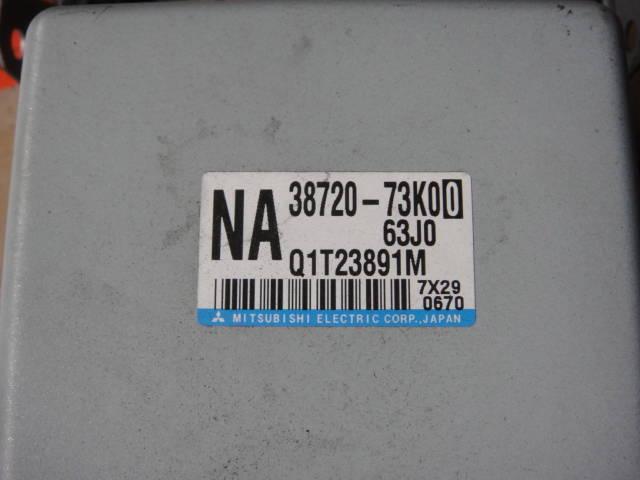 NA 38720-73K00
63J0
Q1T23891M
7X29
0670
MITSUBISHI ELECTRIC CORP.,JAPAN